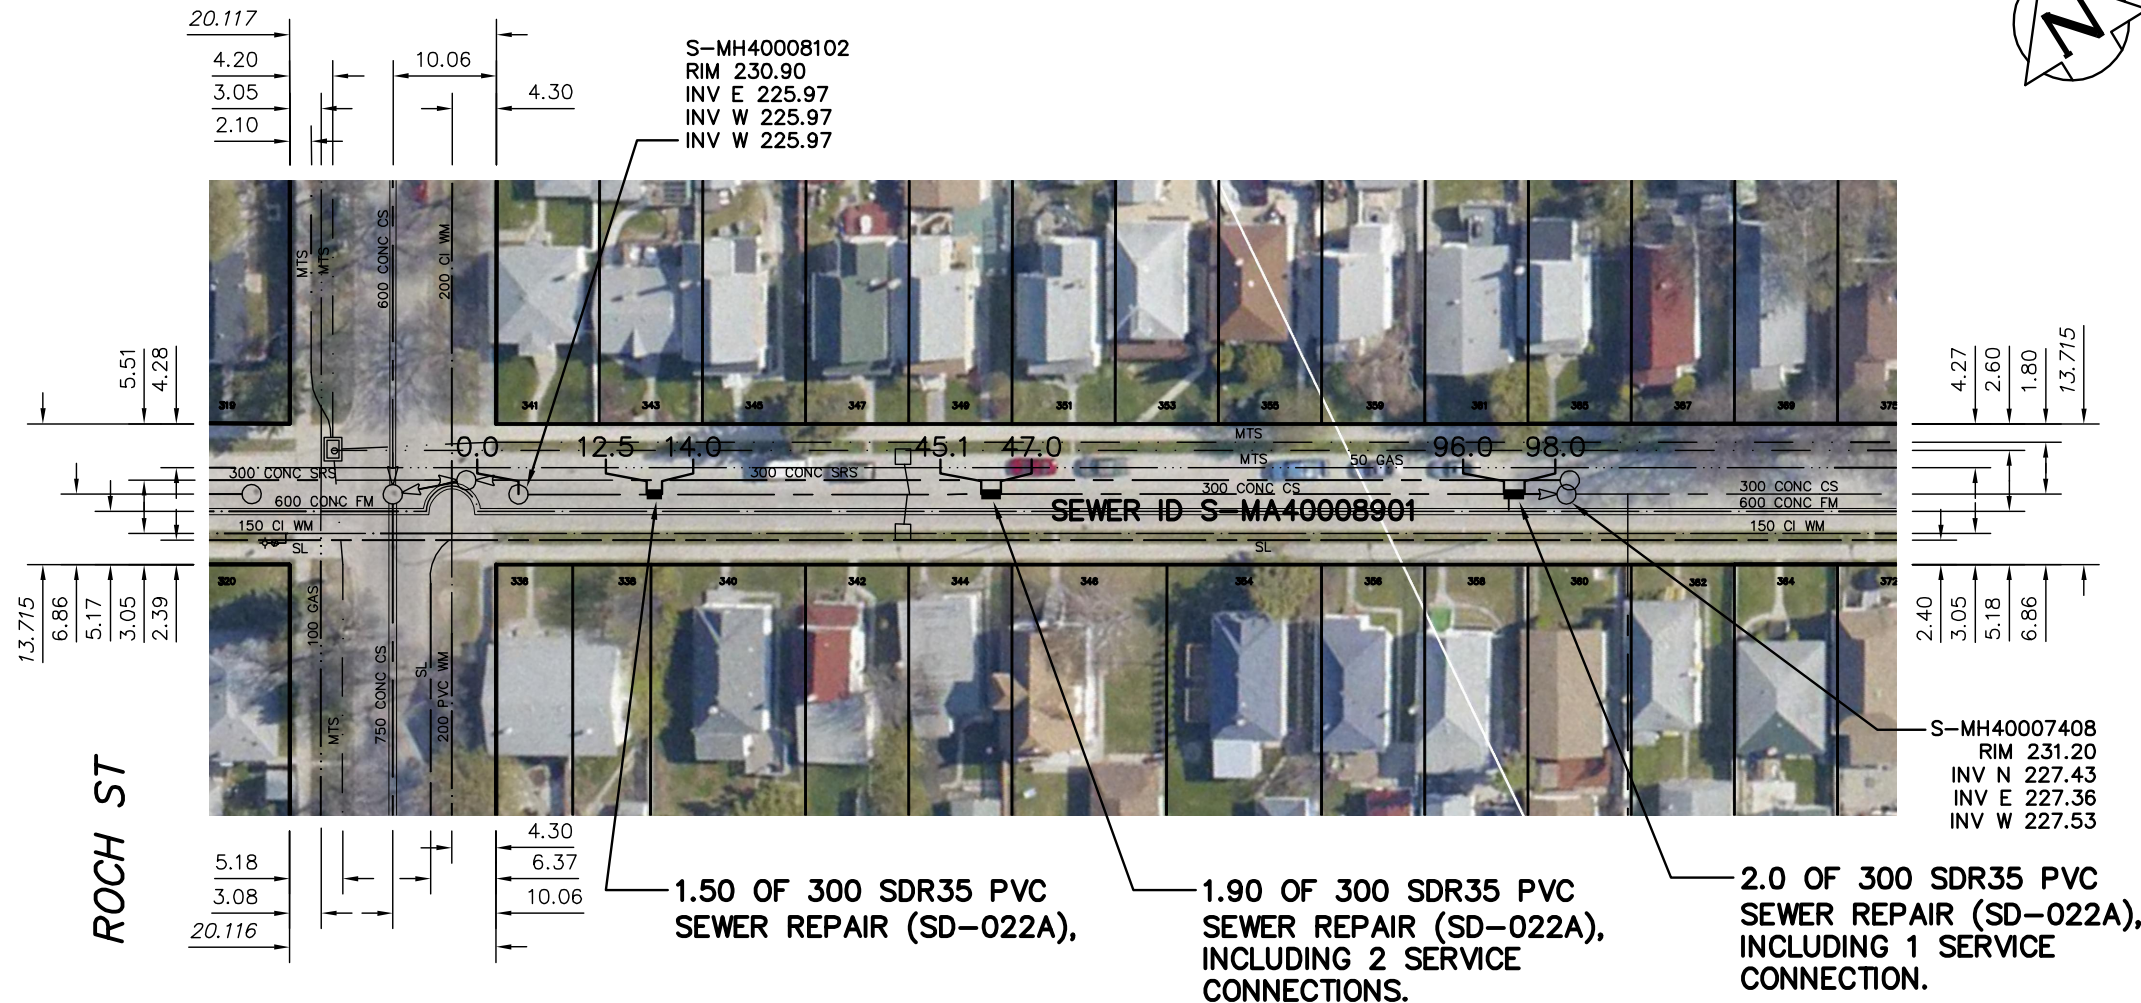 20.117
4.20
3.05
2.10
10.06
4.30
S-MH40008102
RIM 230.90
INV E 225.97
INV W 225.97
INV W 225.97
N
MTS
MTS
600 CONC CS
200 CI WM
5.51
4.28
4.27
2.60
1.80
13.715
319
341
343
345
347
349
351
353
355
359
361
365
367
369
375
0.0
12.5
14.0
45.1
47.0
96.0
98.0
MTS
MTS
50 GAS
300 CONC SRS
300 CONC SRS
300 CONC CS
300 CONC CS
600 CONC FM
600 CONC FM
SEWER ID S-MA40008901
150 CI WM
150 CI WM
SL
SL
320
336
338
340
342
344
346
354
356
358
360
362
364
372
13.715
6.86
5.17
3.05
2.39
2.40
3.05
5.18
6.86
100 GAS
MTS
750 CONC CS
SL
200 PVC WM
ROCH ST
S-MH40007408
RIM 231.20
INV N 227.43
INV E 227.36
INV W 227.53
5.18
3.08
20.116
4.30
6.37
10.06
1.50 OF 300 SDR35 PVC
SEWER REPAIR (SD-022A),
1.90 OF 300 SDR35 PVC
SEWER REPAIR (SD-022A),
INCLUDING 2 SERVICE
CONNECTIONS.
2.0 OF 300 SDR35 PVC
SEWER REPAIR (SD-022A),
INCLUDING 1 SERVICE
CONNECTION.